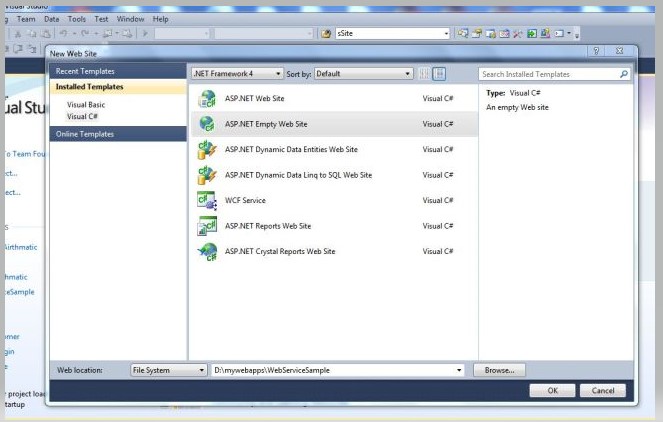 Visual Studio
Team Data Tools Test Window Help
sSite
New Web Site
Recent Templates
Installed Templates
Visual Basic
Visual C#
Online Templates
.NET Framework 4 Sort by: Default
Search Installed Templates
ASP.NET Web Site Visual C#
ASP.NET Empty Web Site Visual C#
ASP.NET Dynamic Data Entities Web Site Visual C#
ASP.NET Dynamic Data Linq to SQL Web Site Visual C#
WCF Service Visual C#
ASP.NET Reports Web Site Visual C#
ASP.NET Crystal Reports Web Site Visual C#
Type: Visual C#
An empty Web site
ual Stu
o Team Fou
ect...
ect...
s
Airthmatic
hmatic
eSample
omer
gin
e
project loa
tartup
Web location: File System D:\mywebapps\WebServiceSample Browse...
OK Cancel